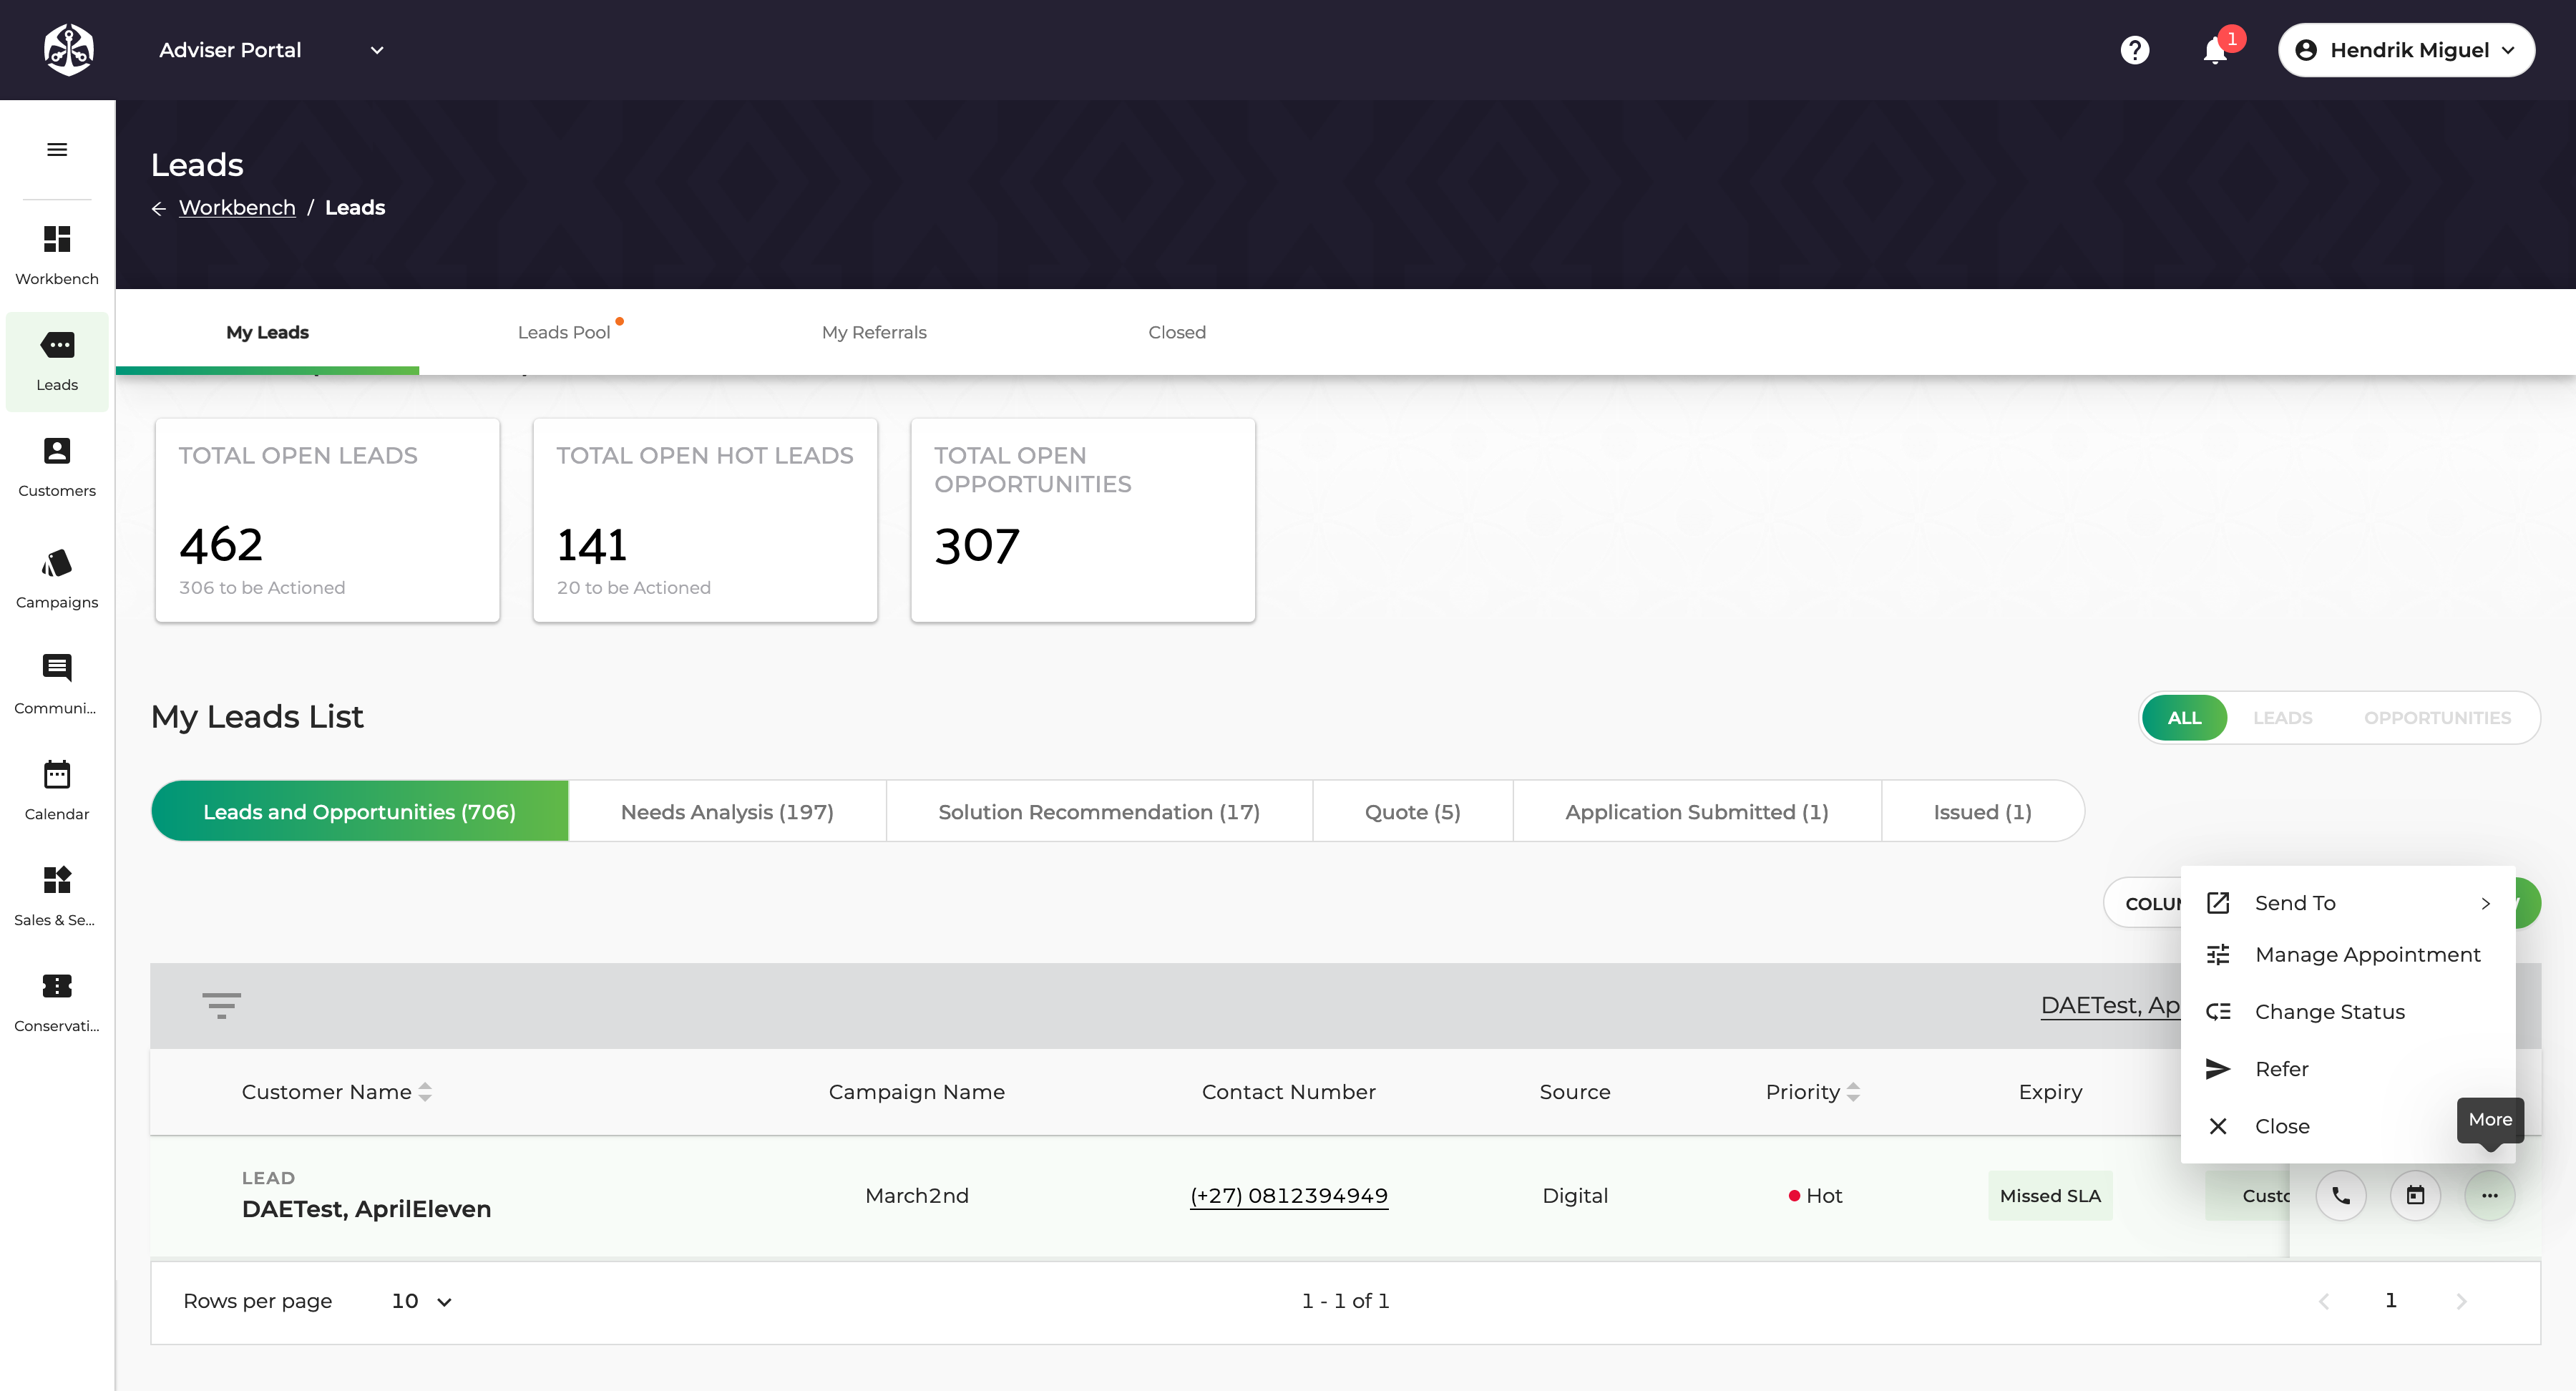 Adviser Portal
1
Hendrik Miguel
Leads
Workbench / Leads
Workbench
Leads
Customers
Campaigns
Communi...
Calendar
Sales & Se...
Conservati...
My Leads
Leads Pool
My Referrals
Closed
TOTAL OPEN LEADS
462
306 to be Actioned
TOTAL OPEN HOT LEADS
141
20 to be Actioned
TOTAL OPEN
OPPORTUNITIES
307
My Leads List
ALL
LEADS
OPPORTUNITIES
Leads and Opportunities (706)
Needs Analysis (197)
Solution Recommendation (17)
Quote (5)
Application Submitted (1)
Issued (1)
COLUM
Send To
Manage Appointment
Change Status
Refer
Close
More
DAETest, Ap
Customer Name
Campaign Name
Contact Number
Source
Priority
Expiry
LEAD
DAETest, AprilEleven
March2nd
(+27) 0812394949
Digital
Hot
Missed SLA
Custo
Rows per page
10
1 - 1 of 1
1